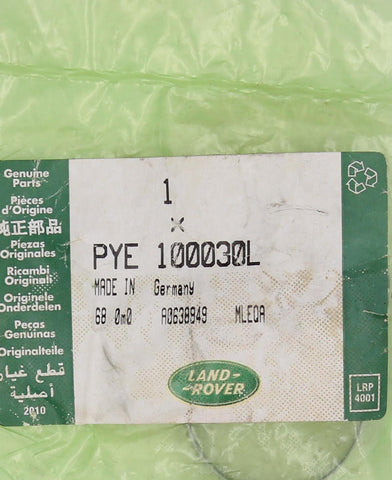 Genuine
Parts
Pièces
d'Origine
純正部品
Piezas
Originales
Ricambi
Originali
Originele
Onderdelen
Peças
Genuinas
Originalteile
قطع غيار
أصلية
2010
1
×
PYE 100030L
MADE IN Germany
68 0m0 A0638949 MLEOA
LAND-
-ROVER
LRP
4001